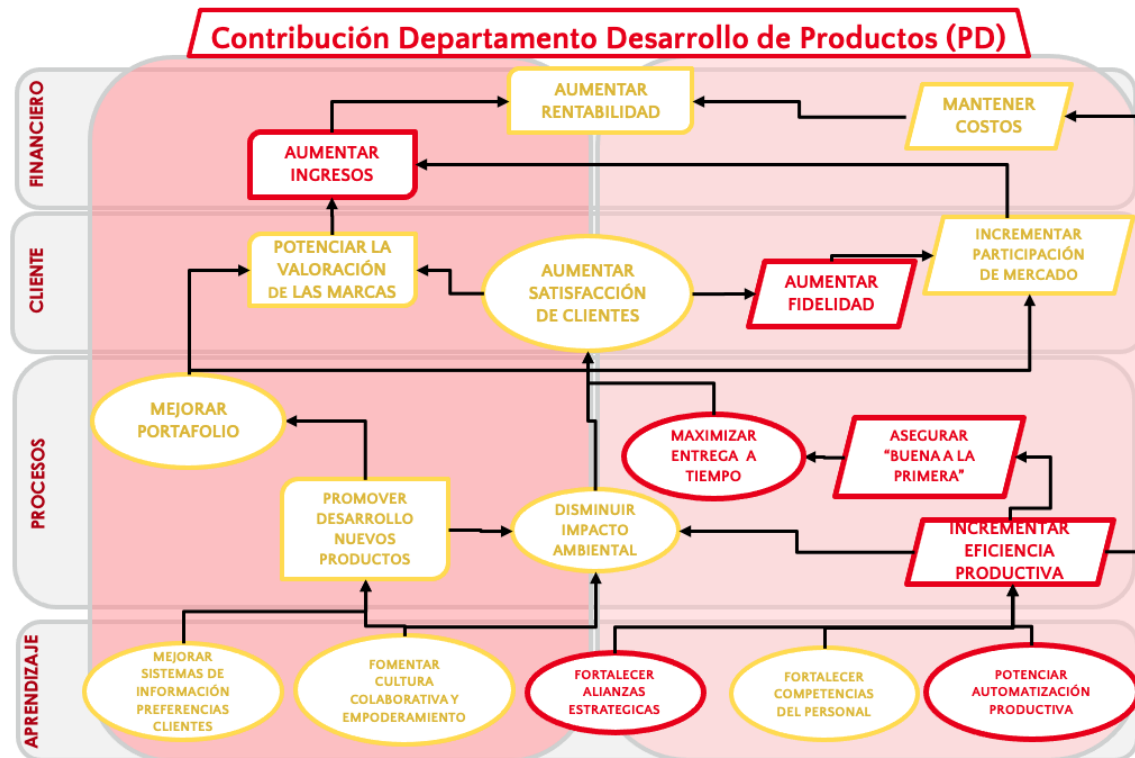 Contribución Departamento Desarrollo de Productos (PD)
FINANCIERO
AUMENTAR
RENTABILIDAD
MANTENER
COSTOS
AUMENTAR
INGRESOS
CLIENTE
POTENCIAR LA
VALORACIÓN
DE LAS MARCAS
AUMENTAR
SATISFACCIÓN
DE CLIENTES
AUMENTAR
FIDELIDAD
INCREMENTAR
PARTICIPACIÓN
DE MERCADO
PROCESOS
MEJORAR
PORTAFOLIO
MAXIMIZAR
ENTREGA A
TIEMPO
ASEGURAR
“BUENA A LA
PRIMERA”
PROMOVER
DESARROLLO
NUEVOS
PRODUCTOS
DISMINUIR
IMPACTO
AMBIENTAL
INCREMENTAR
EFICIENCIA
PRODUCTIVA
APRENDIZAJE
MEJORAR
SISTEMAS DE
INFORMACIÓN
PREFERENCIAS
CLIENTES
FOMENTAR
CULTURA
COLABORATIVA Y
EMPODERAMIENTO
FORTALECER
ALIANZAS
ESTRATEGICAS
FORTALECER
COMPETENCIAS
DEL PERSONAL
POTENCIAR
AUTOMATIZACIÓN
PRODUCTIVA